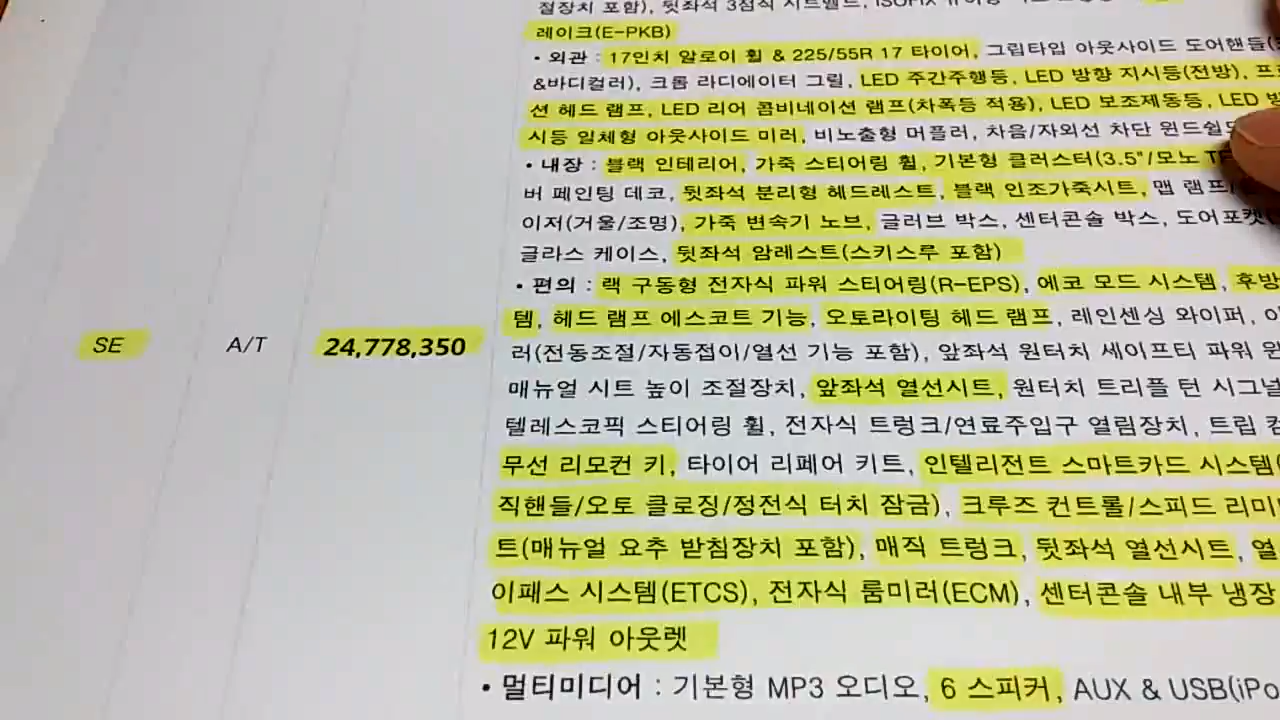 절장치 포함), 뒷좌석 3점식 시트벨트, ISOFIX
레이크(E-PKB)
• 외관 : 17인치 알로이 휠 & 225/55R 17 타이어, 그립타입 아웃사이드 도어핸들(
&바디컬러), 크롬 라디에이터 그릴, LED 주간주행등, LED 방향 지시등(전방), 프
션 헤드 램프, LED 리어 콤비네이션 램프(차폭등 적용), LED 보조제동등, LED
시등 일체형 아웃사이드 미러, 비노출형 머플러, 차음/자외선 차단 윈드쉴드
• 내장 : 블랙 인테리어, 가죽 스티어링 휠, 기본형 클러스터(3.5"/모노 TF
버 페인팅 데코, 뒷좌석 분리형 헤드레스트, 블랙 인조가죽시트, 맵 램프/
이저(거울/조명), 가죽 변속기 노브, 글러브 박스, 센터콘솔 박스, 도어포켓(
글라스 케이스, 뒷좌석 암레스트(스키스루 포함)
• 편의 : 랙 구동형 전자식 파워 스티어링(R-EPS), 에코 모드 시스템, 후방
템, 헤드 램프 에스코트 기능, 오토라이팅 헤드 램프, 레인센싱 와이퍼,
SE A/T 24,778,350 러(전동조절/자동접이/열선 기능 포함), 앞좌석 원터치 세이프티 파워 윈
매뉴얼 시트 높이 조절장치, 앞좌석 열선시트, 원터치 트리플 턴 시그널
텔레스코픽 스티어링 휠, 전자식 트렁크/연료주입구 열림장치, 트립 컴
무선 리모컨 키, 타이어 리페어 키트, 인텔리전트 스마트카드 시스템(
직핸들/오토 클로징/정전식 터치 잠금), 크루즈 컨트롤/스피드 리미
트(매뉴얼 요추 받침장치 포함), 매직 트렁크, 뒷좌석 열선시트, 열
이패스 시스템(ETCS), 전자식 룸미러(ECM), 센터콘솔 내부 냉장
12V 파워 아웃렛
• 멀티미디어 : 기본형 MP3 오디오, 6 스피커, AUX & USB(iPo